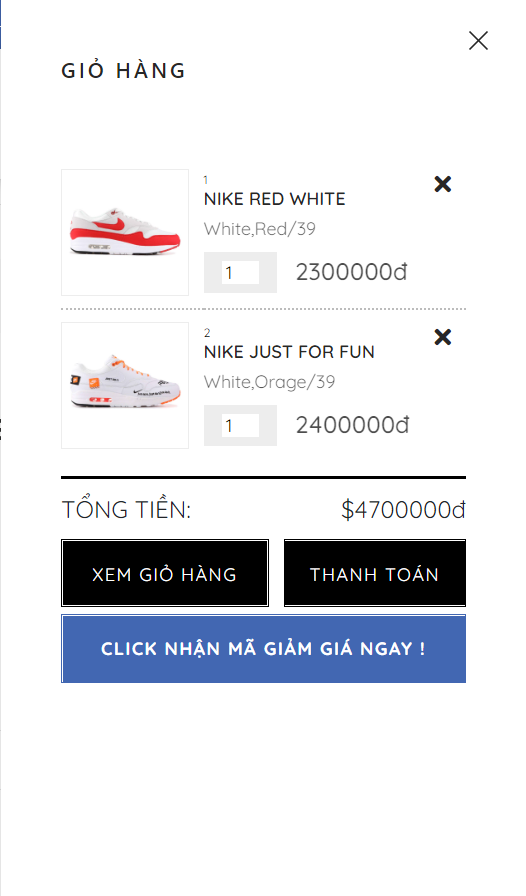 GIỎ HÀNG
1
NIKE RED WHITE
White,Red/39
1
2300000đ
2
NIKE JUST FOR FUN
White,Orage/39
1
2400000đ
TỔNG TIỀN:
$4700000đ
XEM GIỎ HÀNG
THANH TOÁN
CLICK NHẬN MÃ GIẢM GIÁ NGAY !